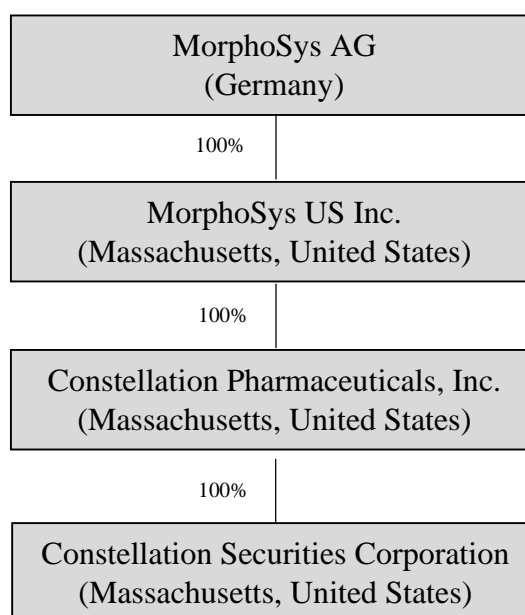 MorphoSys AG
(Germany)
100%
MorphoSys US Inc.
(Massachusetts, United States)
100%
Constellation Pharmaceuticals, Inc.
(Massachusetts, United States)
100%
Constellation Securities Corporation
(Massachusetts, United States)